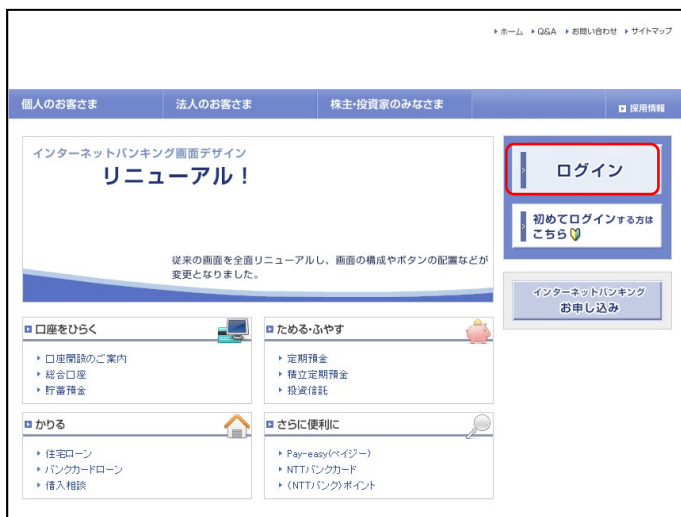 ホーム Q&A お問い合わせ サイトマップ
個人のお客さま 法人のお客さま 株主・投資家のみなさま 採用情報
インターネットバンキング画面デザイン
リニューアル！
従来の画面を全面リニューアルし、画面の構成やボタンの配置などが
変更となりました。
ログイン
初めてログインする方は
こちら
インターネットバンキング
お申し込み
口座をひらく
口座開設のご案内
総合口座
貯蓄預金
ためる・ふやす
定期預金
積立定期預金
投資信託
かりる
住宅ローン
バンクカードローン
借入相談
さらに便利に
Pay-easy(ペイジー)
NTTバンクカード
〈NTTバンク〉ポイント